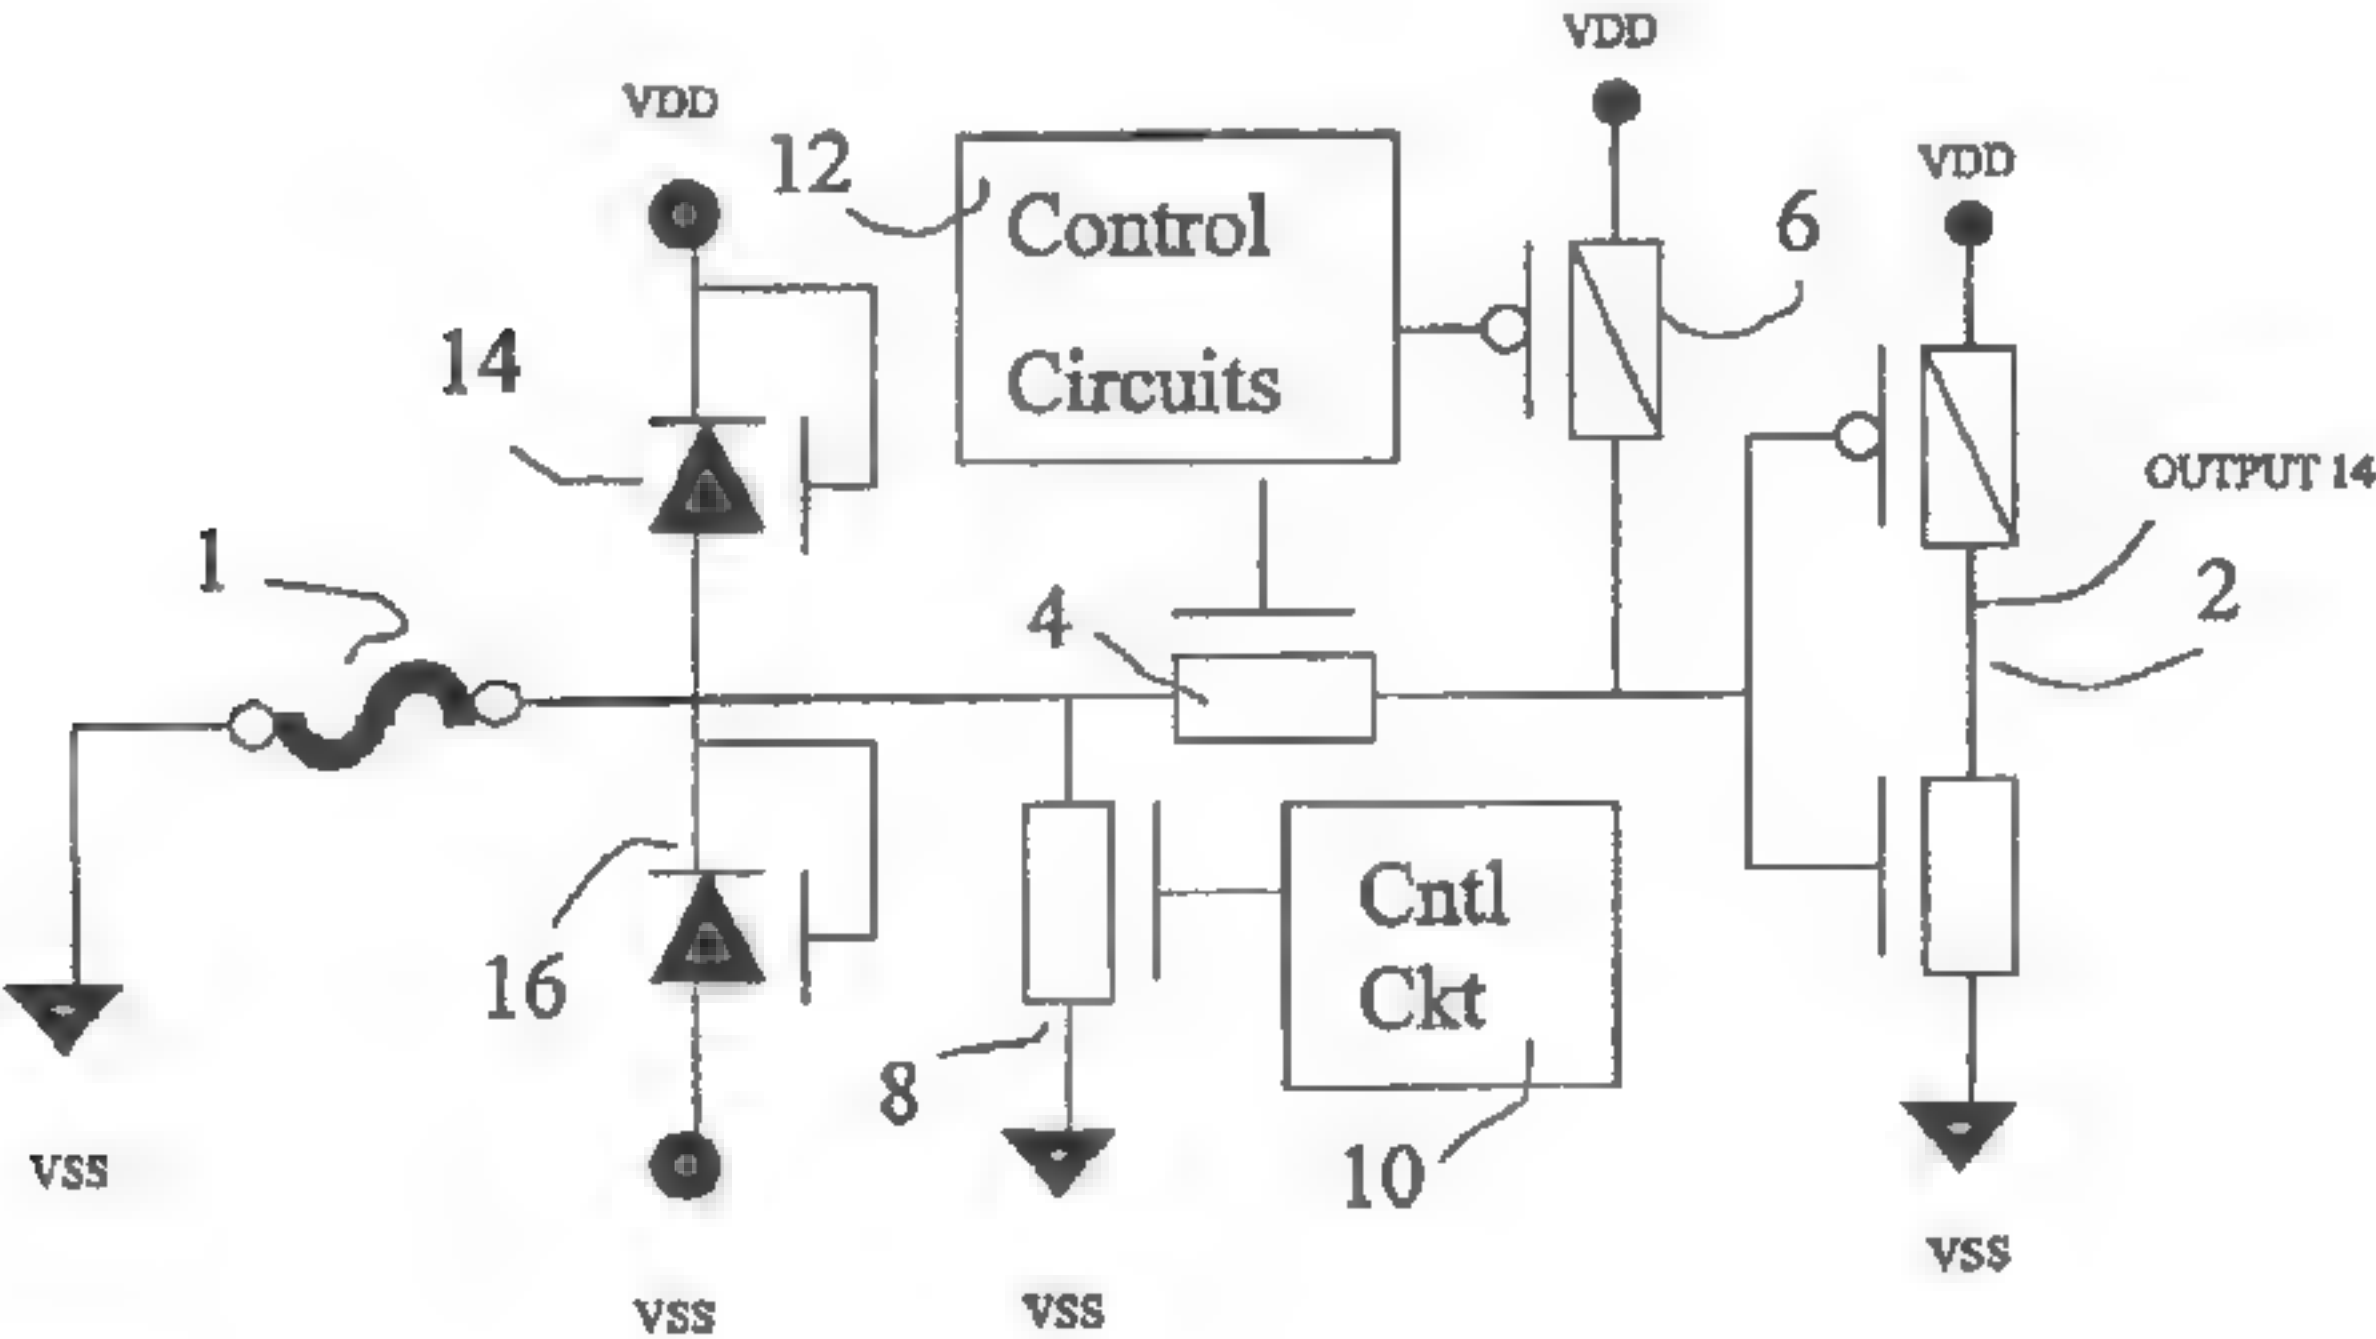 VDD
VDD
12
VDD
Control
Circuits
6
14
OUTPUT 14
1
4
2
Cntl
Ckt
16
8
10
VSS
VSS
VSS
VSS